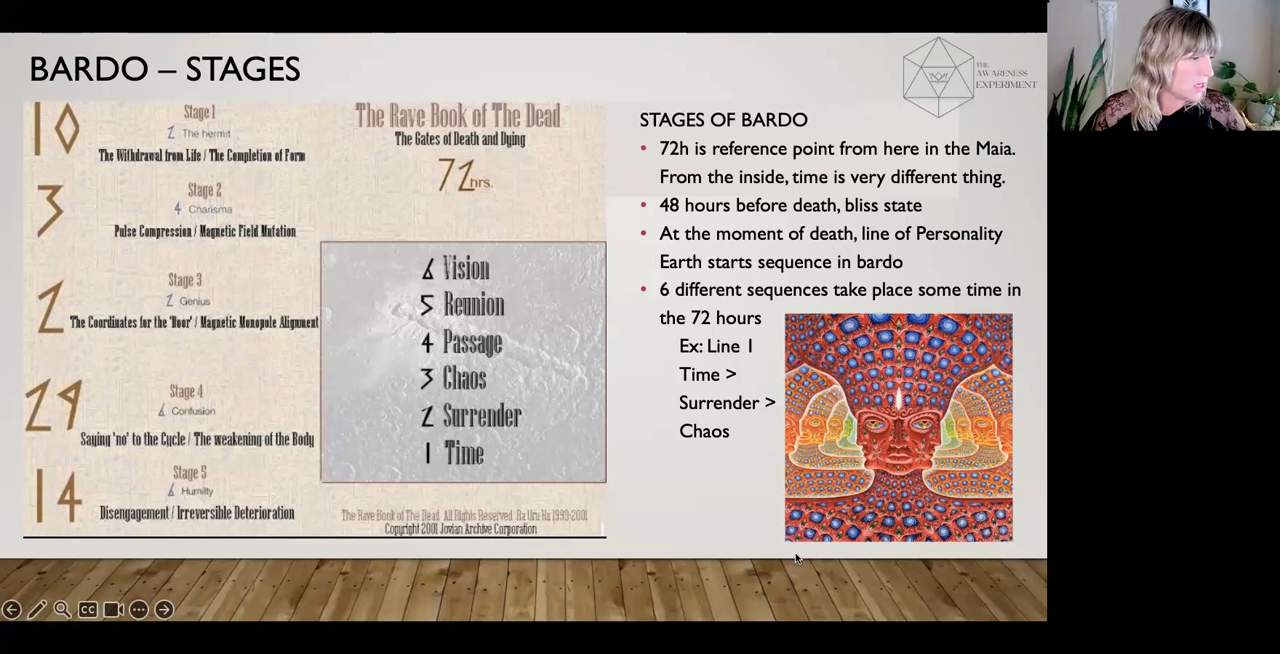 BARDO – STAGES
THE
AWARENESS
EXPERIMENT
10
Stage 1
2 The hermit
The Withdrawal from Life / The Completion of Form
3
Stage 2
4 Charisma
Pulse Compression / Magnetic Field Mutation
2
Stage 3
2 Genius
The Coordinates for the 'Door' / Magnetic Monopole Alignment
29
Stage 4
6 Confusion
Saying 'no' to the Cycle / The weakening of the Body
14
Stage 5
6 Humility
Disengagement / Irreversible Deterioration
The Rave Book of The Dead
The Gates of Death and Dying
72hrs.
6 Vision
5 Reunion
4 Passage
3 Chaos
2 Surrender
1 Time
The Rave Book of The Dead All Rights Reserved Ra Uru Hu 1993-2001
Copyright 2001 Jovian Archive Corporation
STAGES OF BARDO
• 72h is reference point from here in the Maia.
From the inside, time is very different thing.
• 48 hours before death, bliss state
• At the moment of death, line of Personality
Earth starts sequence in bardo
• 6 different sequences take place some time in
the 72 hours
Ex: Line 1
Time >
Surrender >
Chaos
CC